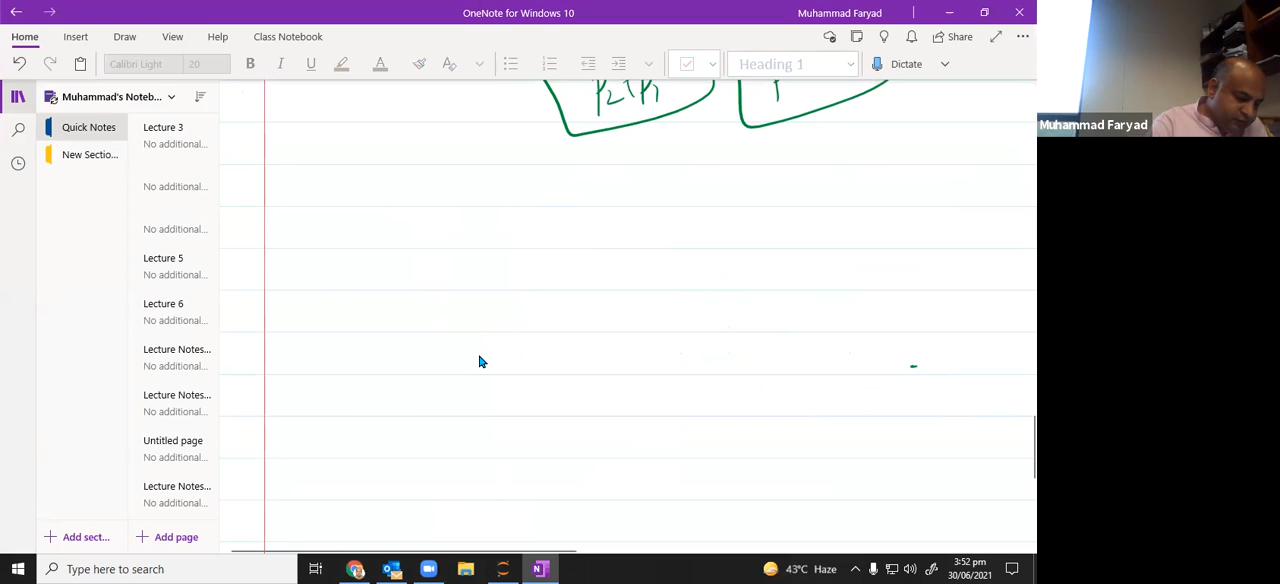 OneNote for Windows 10
Muhammad Faryad
Home Insert Draw View Help Class Notebook
Share
Calibri Light 20 B I U A Heading 1 Dictate
Muhammad's Noteb...
Quick Notes
New Sectio...
Lecture 3
No additional...
No additional...
No additional...
Lecture 5
No additional...
Lecture 6
No additional...
Lecture Notes...
No additional...
Lecture Notes...
No additional...
Untitled page
No additional...
Lecture Notes...
No additional...
Add sect...
Add page
Muhammad Faryad
Type here to search
43°C Haze
3:52 pm
30/06/2021